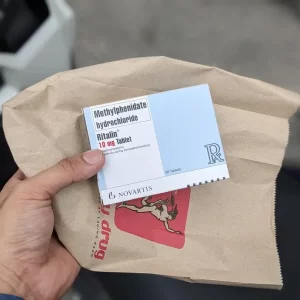 Methylphenidate
hydrochloride
Ritalin®
10 mg Tablet
R
NOVARTIS
y drug